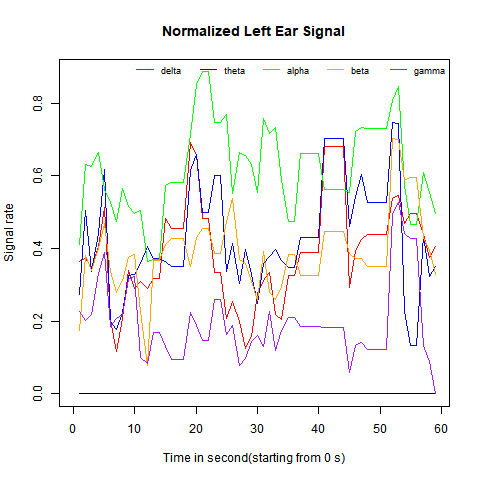 Normalized Left Ear Signal
delta theta alpha beta gamma
Signal rate
0.8
0.6
0.4
0.2
0.0
0 10 20 30 40 50 60
Time in second(starting from 0 s)